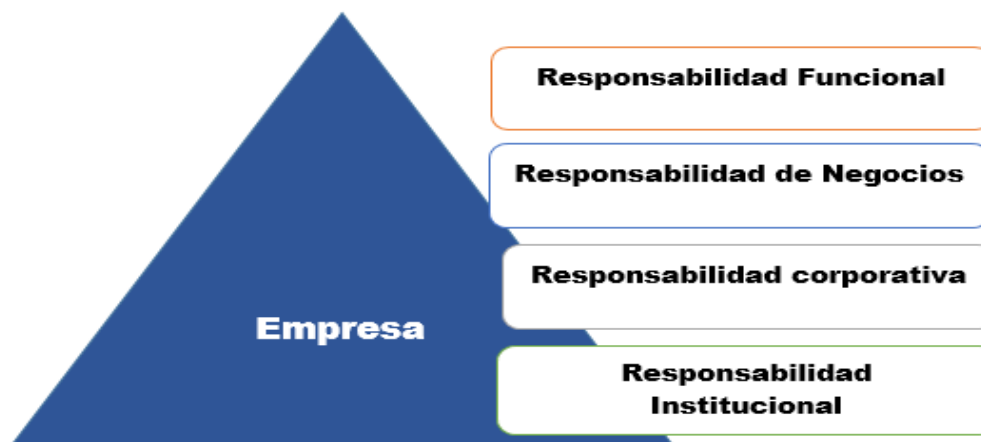 Responsabilidad Funcional
Responsabilidad de Negocios
Responsabilidad corporativa
Empresa
Responsabilidad
Institucional